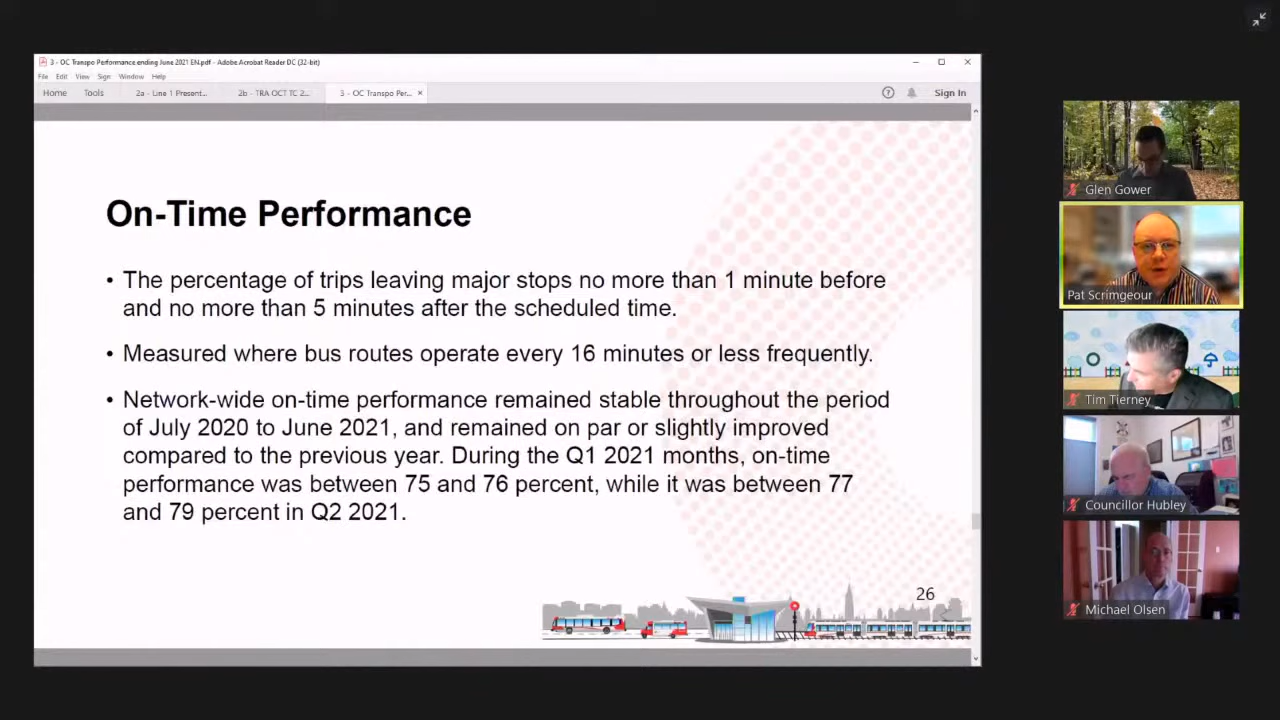 3 - OC Transpo Performance ending June 2021 EN.pdf - Adobe Acrobat Reader DC (32-bit)
File Edit View Sign Window Help
Home Tools 2a - Line 1 Present... 2b - TRA OCT TC 2... 3 - OC Transpo Per... × Sign In
On-Time Performance
• The percentage of trips leaving major stops no more than 1 minute before
and no more than 5 minutes after the scheduled time.
• Measured where bus routes operate every 16 minutes or less frequently.
• Network-wide on-time performance remained stable throughout the period
of July 2020 to June 2021, and remained on par or slightly improved
compared to the previous year. During the Q1 2021 months, on-time
performance was between 75 and 76 percent, while it was between 77
and 79 percent in Q2 2021.
26
Glen Gower
Pat Scrimgeour
Tim Tierney
Councillor Hubley
Michael Olsen